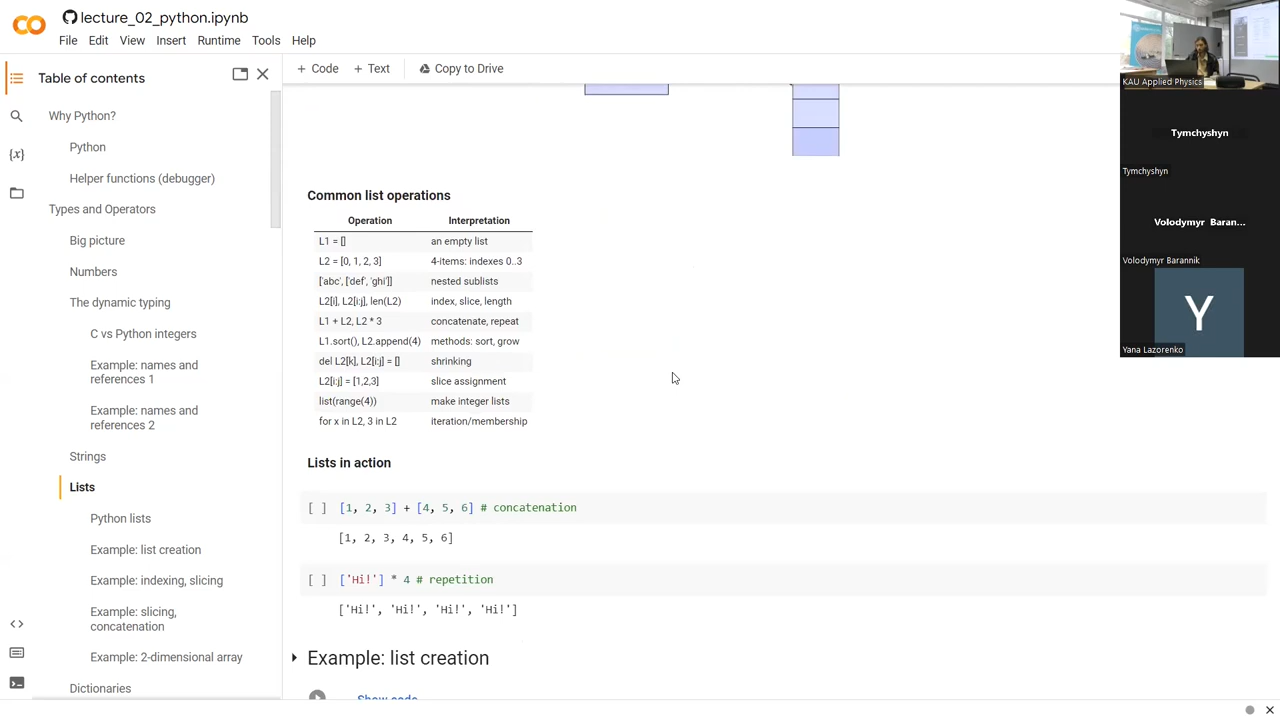 lecture_02_python.ipynb
File Edit View Insert Runtime Tools Help
Table of contents
Why Python?
Python
Helper functions (debugger)
Types and Operators
Big picture
Numbers
The dynamic typing
C vs Python integers
Example: names and
references 1
Example: names and
references 2
Strings
Lists
Python lists
Example: list creation
Example: indexing, slicing
Example: slicing,
concatenation
Example: 2-dimensional array
Dictionaries
+ Code + Text Copy to Drive
Common list operations
Operation Interpretation
L1 = [] an empty list
L2 = [0, 1, 2, 3] 4-items: indexes 0..3
['abc', ['def', 'ghi']] nested sublists
L2[i], L2[i:j], len(L2) index, slice, length
L1 + L2, L2 * 3 concatenate, repeat
L1.sort(), L2.append(4) methods: sort, grow
del L2[k], L2[i:j] = [] shrinking
L2[i:j] = [1,2,3] slice assignment
list(range(4)) make integer lists
for x in L2, 3 in L2 iteration/membership
Lists in action
[ ] [1, 2, 3] + [4, 5, 6] # concatenation
[1, 2, 3, 4, 5, 6]
[ ] ['Hi!'] * 4 # repetition
['Hi!', 'Hi!', 'Hi!', 'Hi!']
Example: list creation
Show code
KAU Applied Physics
Tymchyshyn
Tymchyshyn
Volodymyr Baran...
Volodymyr Barannik
Y
Yana Lazorenko